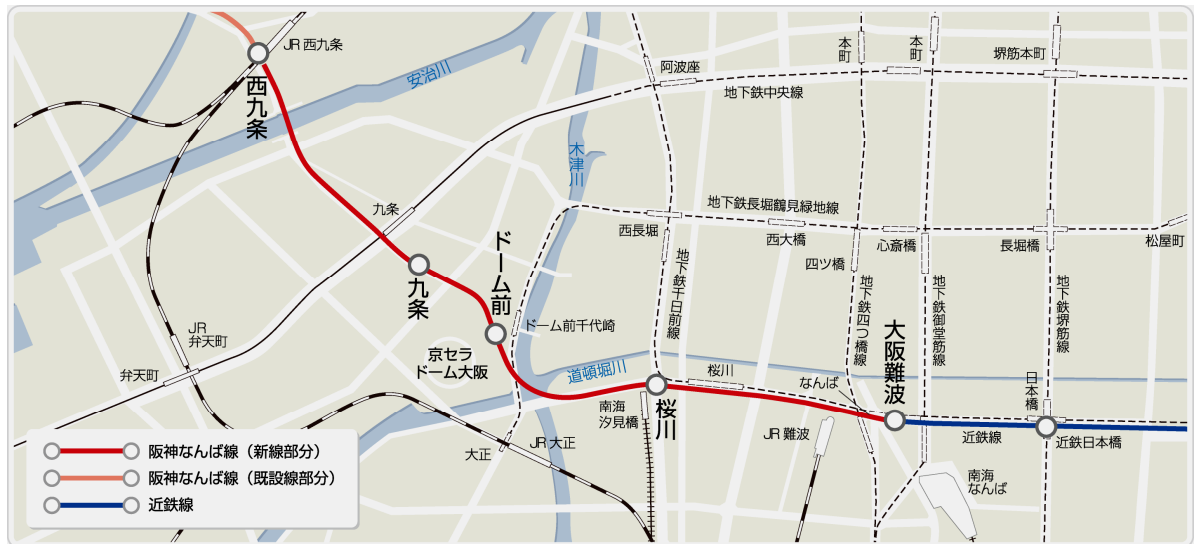 JR 西九条
西九条
安治川
阿波座
地下鉄中央線
本町
本町
堺筋本町
木津川
九条
九条
ドーム前
地下鉄長堀鶴見緑地線
西長堀
西大橋
心斎橋
長堀橋
松屋町
四ツ橋
地下鉄千日前線
地下鉄四つ橋線
地下鉄御堂筋線
地下鉄堺筋線
ドーム前千代崎
JR
弁天町
弁天町
京セラ
ドーム大阪
道頓堀川
桜川
なんば
大阪難波
日本橋
南海
汐見橋
桜川
JR 難波
近鉄線
近鉄日本橋
大正
JR 大正
南海
なんば
阪神なんば線（新線部分）
阪神なんば線（既設線部分）
近鉄線